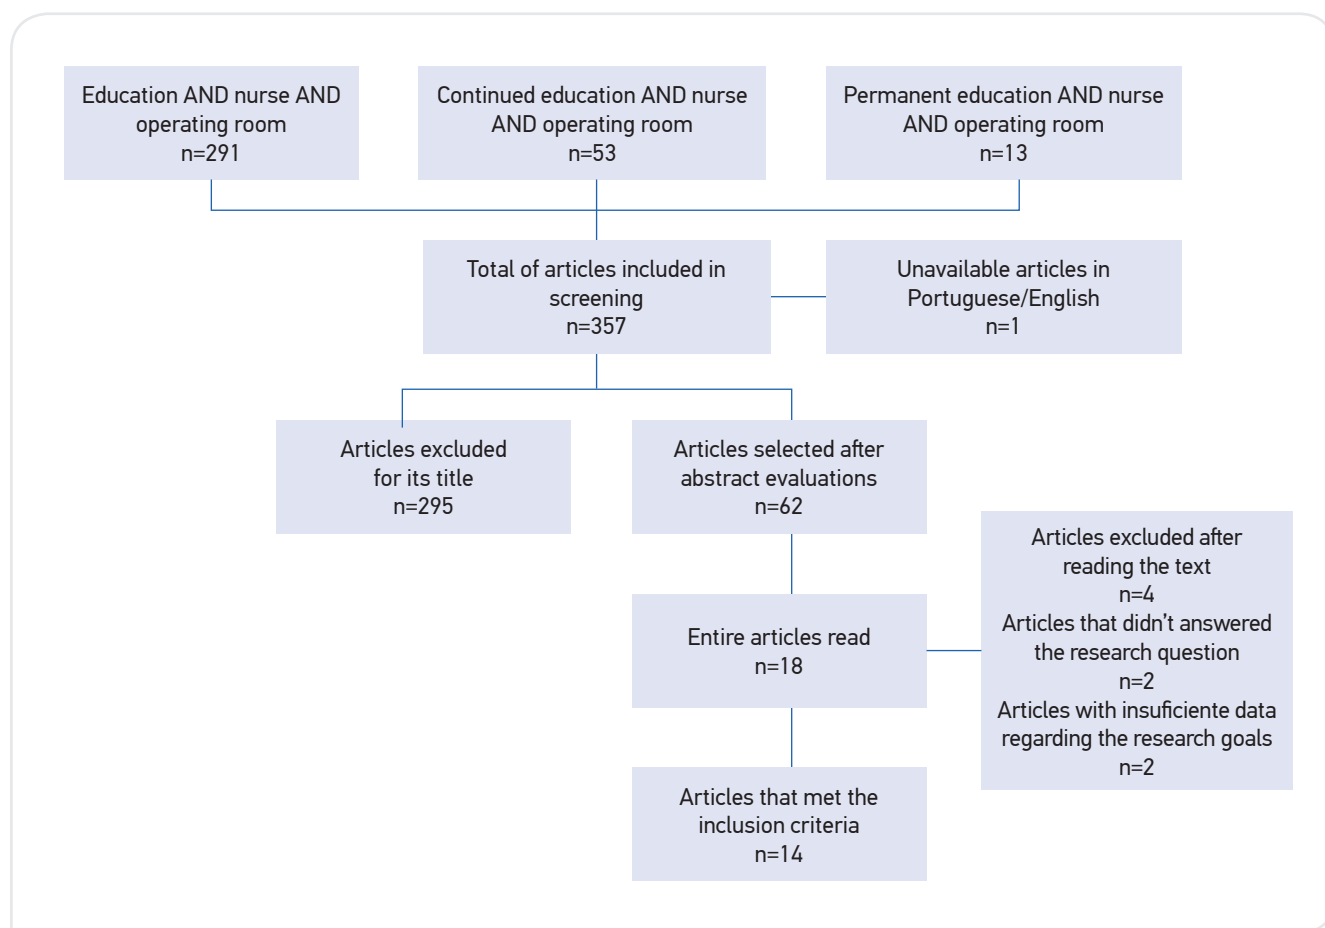 Education AND nurse AND
operating room
n=291
Continued education AND nurse
AND operating room
n=53
Permanent education AND nurse
AND operating room
n=13
Total of articles included in
screening
n=357
Unavailable articles in
Portuguese/English
n=1
Articles excluded
for its title
n=295
Articles selected after
abstract evaluations
n=62
Entire articles read
n=18
Articles excluded after
reading the text
n=4
Articles that didn't answered
the research question
n=2
Articles with insuficiente data
regarding the research goals
n=2
Articles that met the
inclusion criteria
n=14